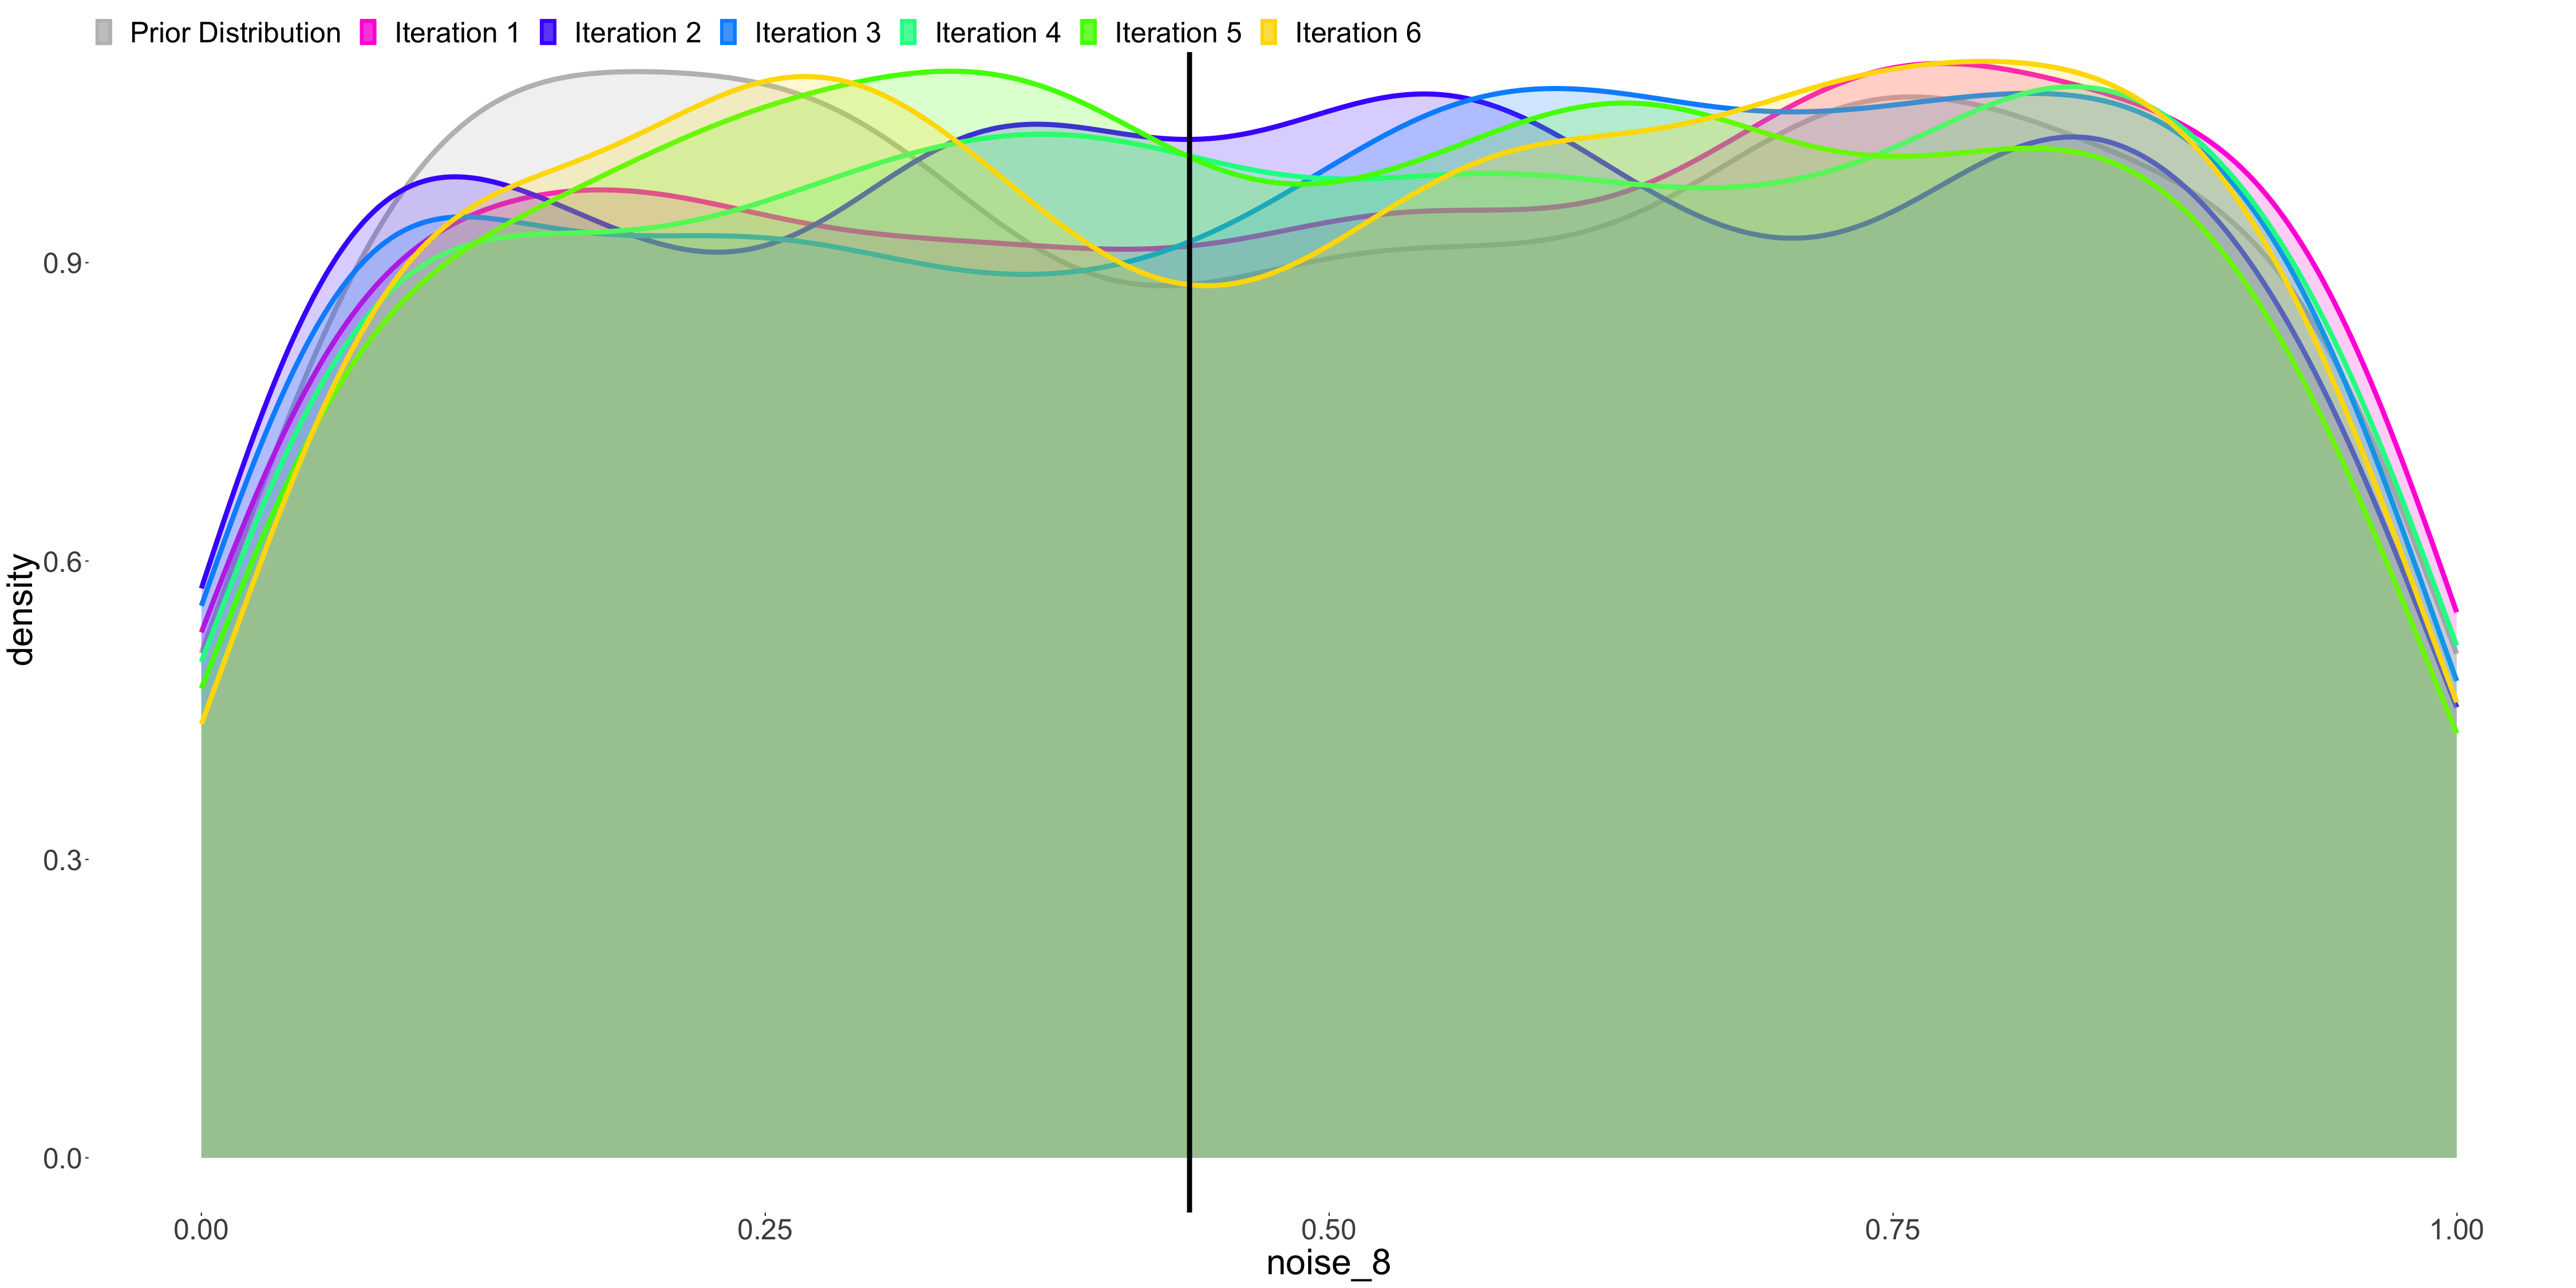 Prior Distribution Iteration 1 Iteration 2 Iteration 3 Iteration 4 Iteration 5 Iteration 6
density
0.9
0.6
0.3
0.0
0.00 0.25 0.50 0.75 1.00
noise_8